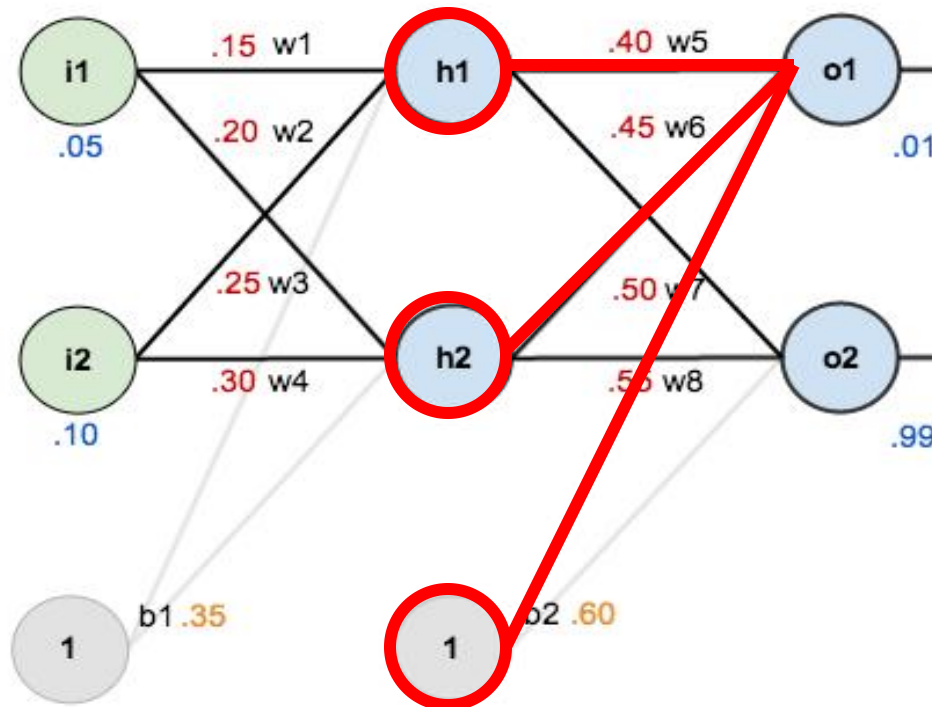 .15 w1
.40 w5
i1
h1
o1
.20 w2
.45 w6
.05
.01
.25 w3
.50 w7
i2
h2
o2
.30 w4
.55 w8
.10
.99
b1 .35
b2 .60
1
1